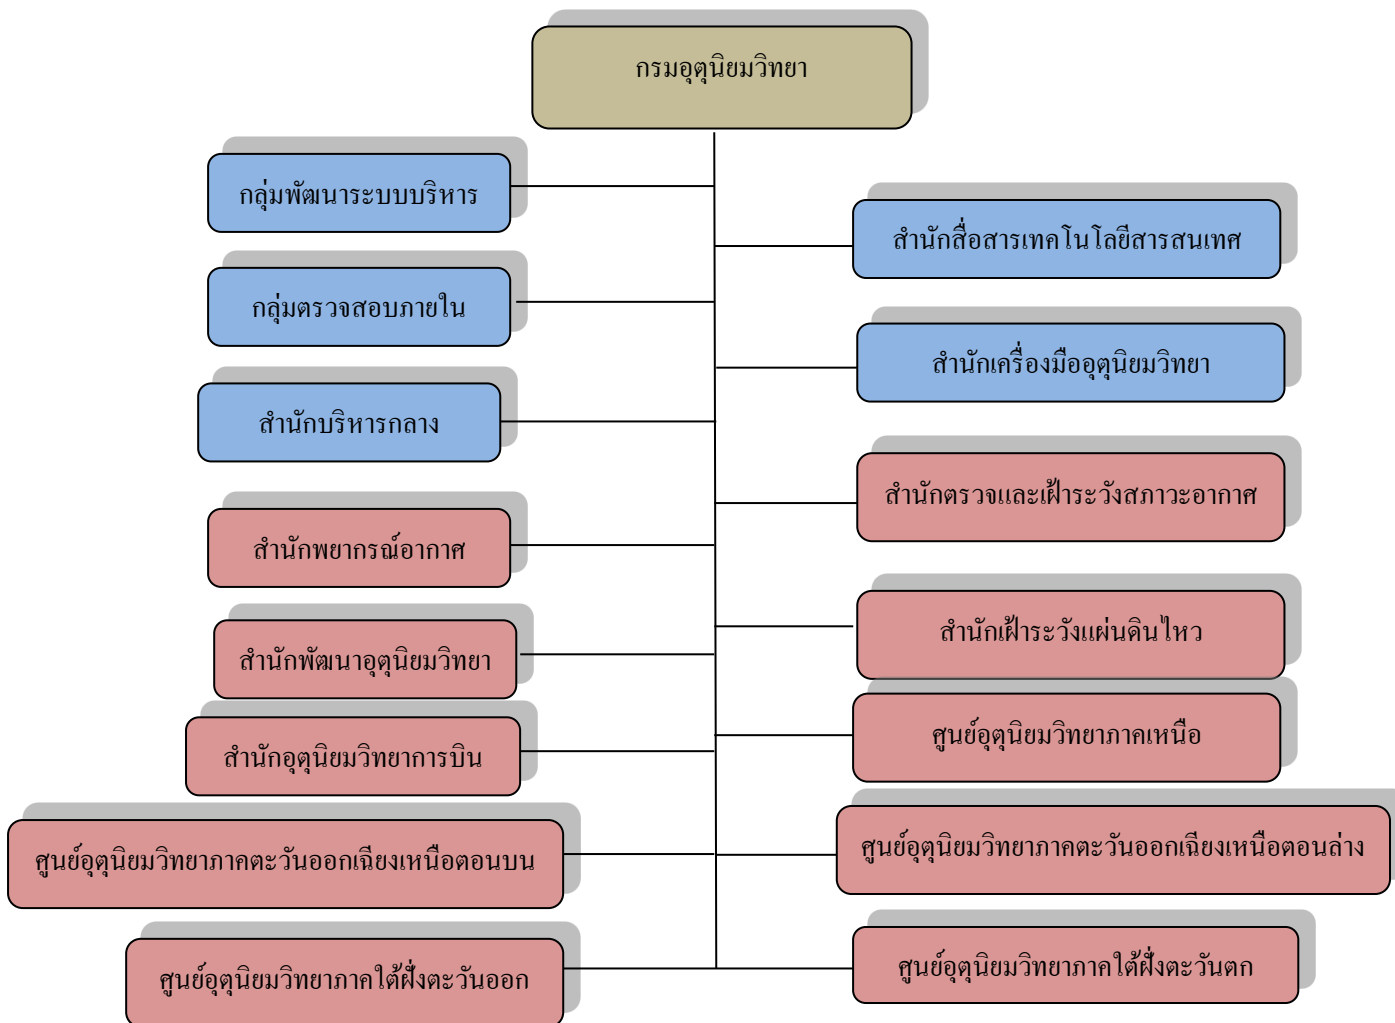 กรมอุตุนิยมวิทยา
กลุ่มพัฒนาระบบบริหาร
สำนักสื่อสารเทคโนโลยีสารสนเทศ
กลุ่มตรวจสอบภายใน
สำนักเครื่องมืออุตุนิยมวิทยา
สำนักบริหารกลาง
สำนักตรวจและเฝ้าระวังสภาวะอากาศ
สำนักพยากรณ์อากาศ
สำนักเฝ้าระวังแผ่นดินไหว
สำนักพัฒนาอุตุนิยมวิทยา
ศูนย์อุตุนิยมวิทยาภาคเหนือ
สำนักอุตุนิยมวิทยาการบิน
ศูนย์อุตุนิยมวิทยาภาคตะวันออกเฉียงเหนือตอนบน
ศูนย์อุตุนิยมวิทยาภาคตะวันออกเฉียงเหนือตอนล่าง
ศูนย์อุตุนิยมวิทยาภาคใต้ฝั่งตะวันออก
ศูนย์อุตุนิยมวิทยาภาคใต้ฝั่งตะวันตก